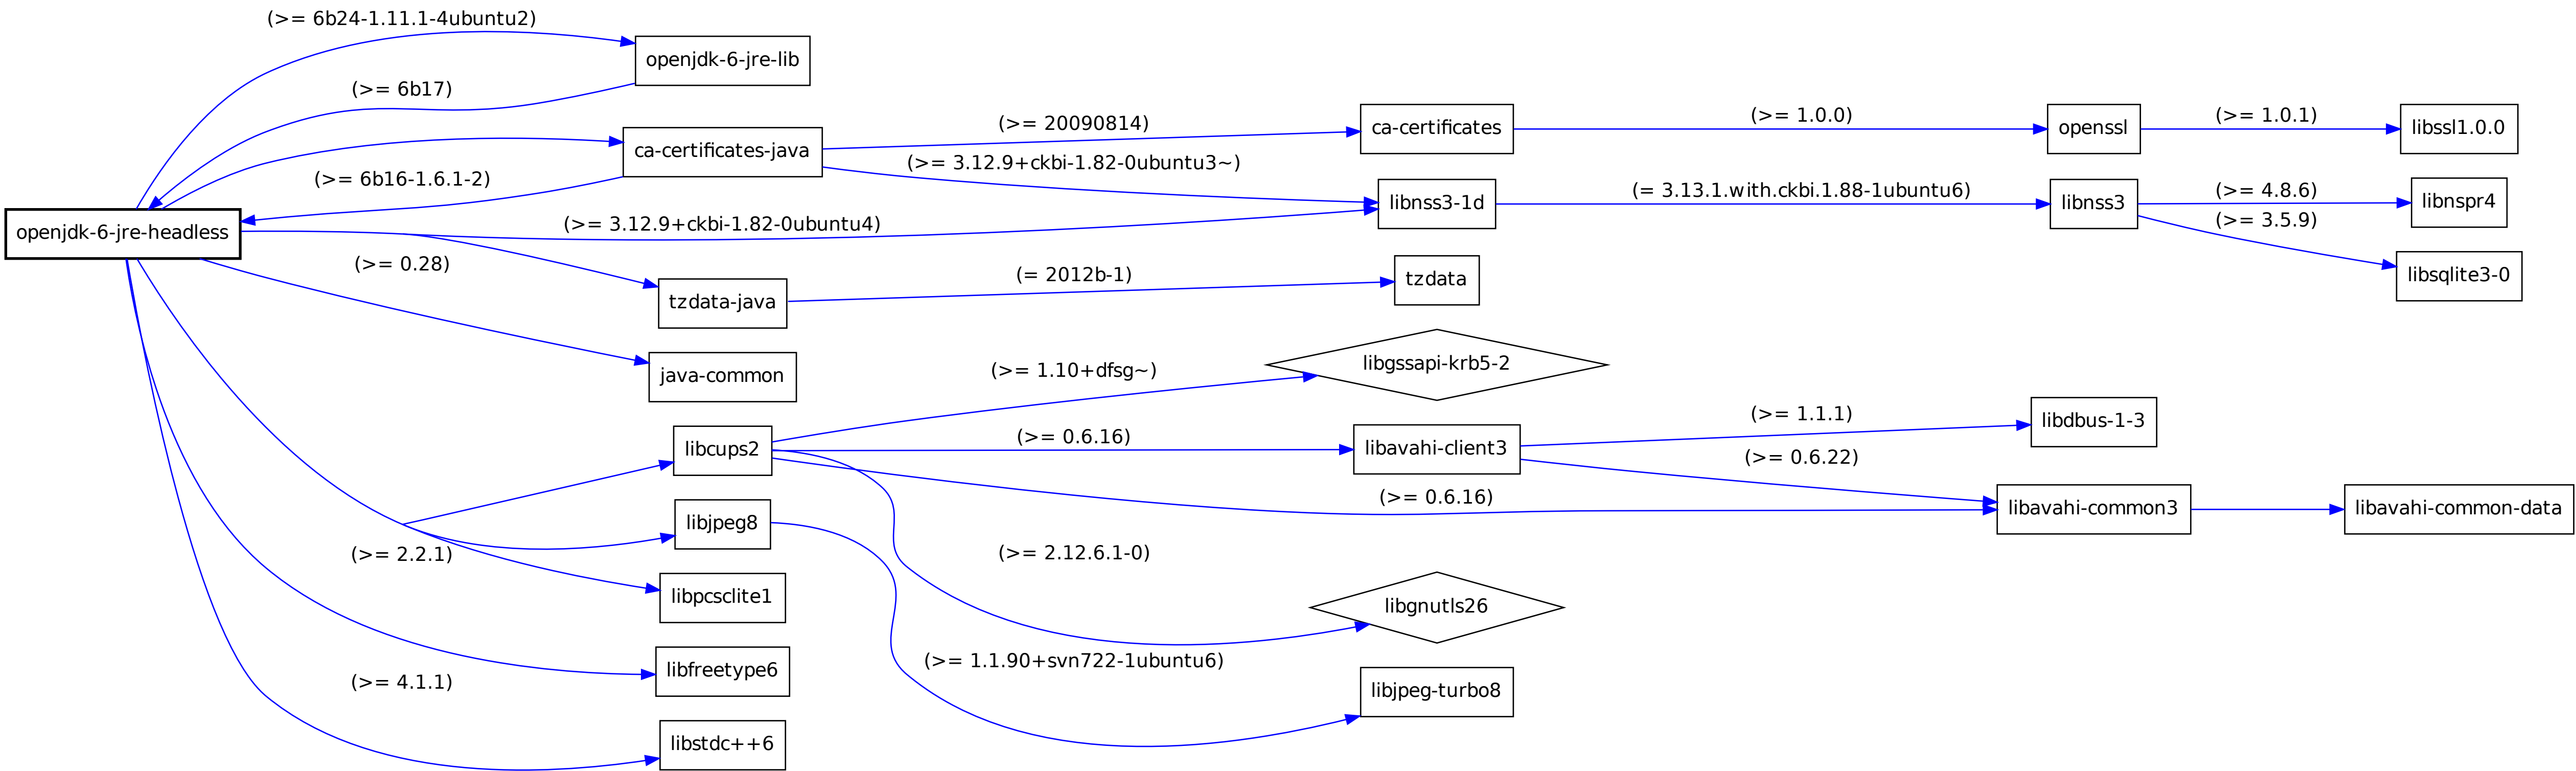 (>= 6b24-1.11.1-4ubuntu2)
openjdk-6-jre-lib
(>= 6b17)
ca-certificates-java
(>= 6b16-1.6.1-2)
openjdk-6-jre-headless
(>= 20090814)
ca-certificates
(>= 1.0.0)
openssl
(>= 1.0.1)
libssl1.0.0
(>= 3.12.9+ckbi-1.82-0ubuntu3~)
(>= 3.12.9+ckbi-1.82-0ubuntu4)
libnss3-1d
(= 3.13.1.with.ckbi.1.88-1ubuntu6)
libnss3
(>= 4.8.6)
libnspr4
(>= 3.5.9)
libsqlite3-0
(>= 0.28)
tzdata-java
(= 2012b-1)
tzdata
java-common
libcups2
(>= 1.10+dfsg~)
libgssapi-krb5-2
(>= 0.6.16)
libavahi-client3
(>= 1.1.1)
libdbus-1-3
(>= 0.6.22)
(>= 0.6.16)
libavahi-common3
libavahi-common-data
libjpeg8
(>= 2.2.1)
(>= 2.12.6.1-0)
libpcsclite1
libgnutls26
libfreetype6
(>= 1.1.90+svn722-1ubuntu6)
libjpeg-turbo8
(>= 4.1.1)
libstdc++6